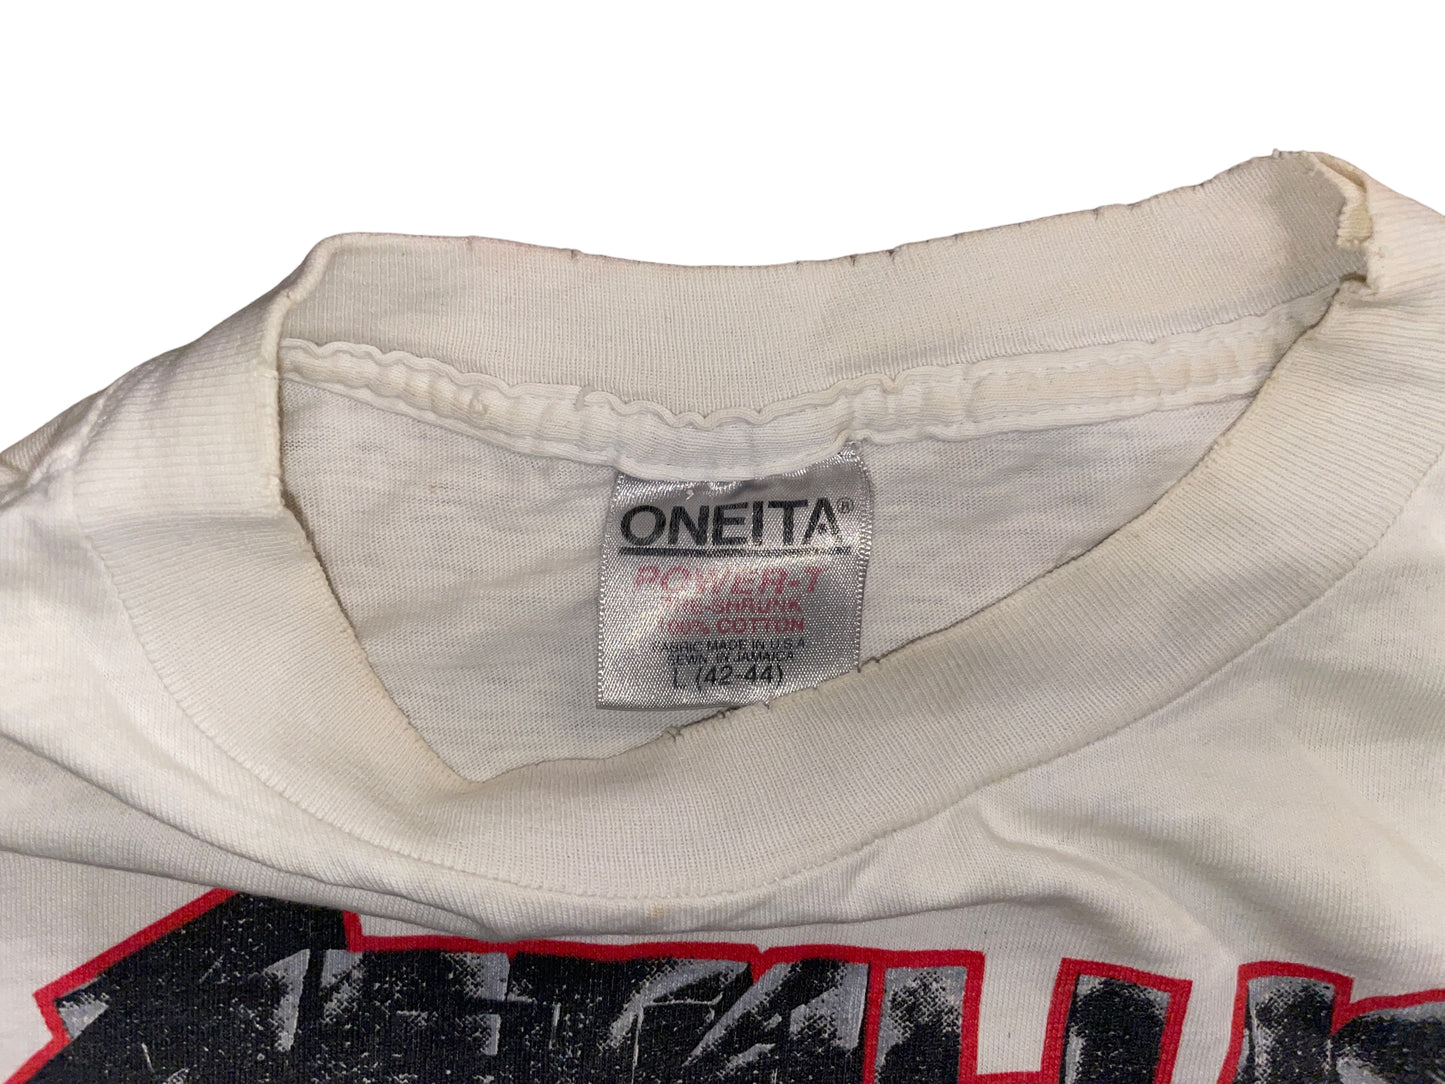 ONEITA®
POWER-T
PRE-SHRUNK
100% COTTON
FABRIC MADE IN U.S.A
SEWN IN JAMAICA
L (42-44)